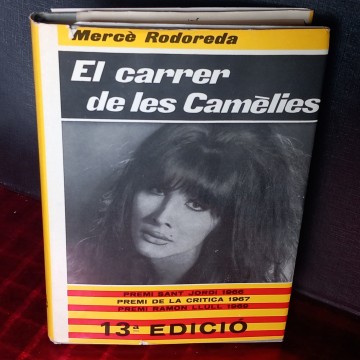 Mercè Rodoreda
El carrer
de les Camèlies
PREMI SANT JORDI 1966
PREMI DE LA CRITICA 1967
PREMI RAMON LLULL 1969
13ª EDICIÓ